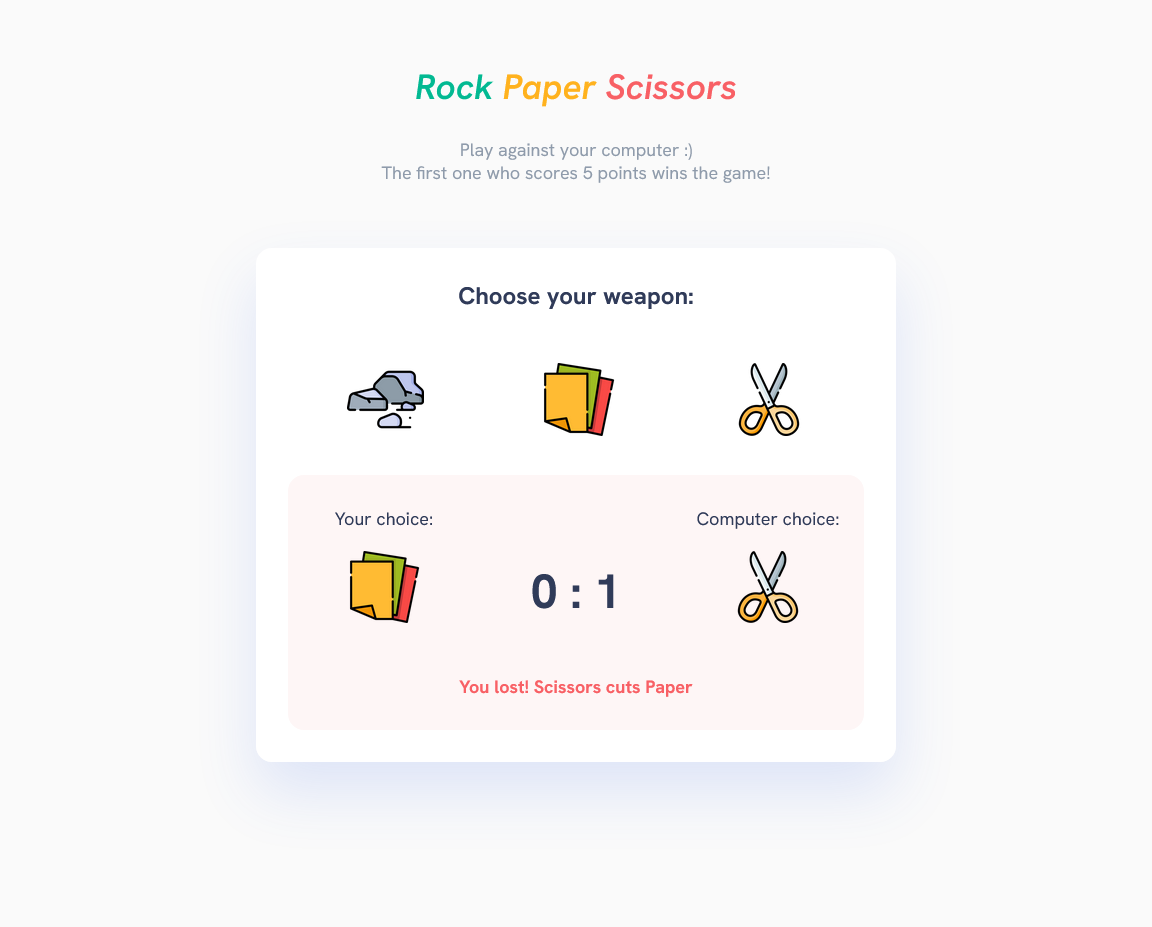 Rock Paper Scissors
Play against your computer :)
The first one who scores 5 points wins the game!
Choose your weapon:
Your choice:
Computer choice:
0 : 1
You lost! Scissors cuts Paper